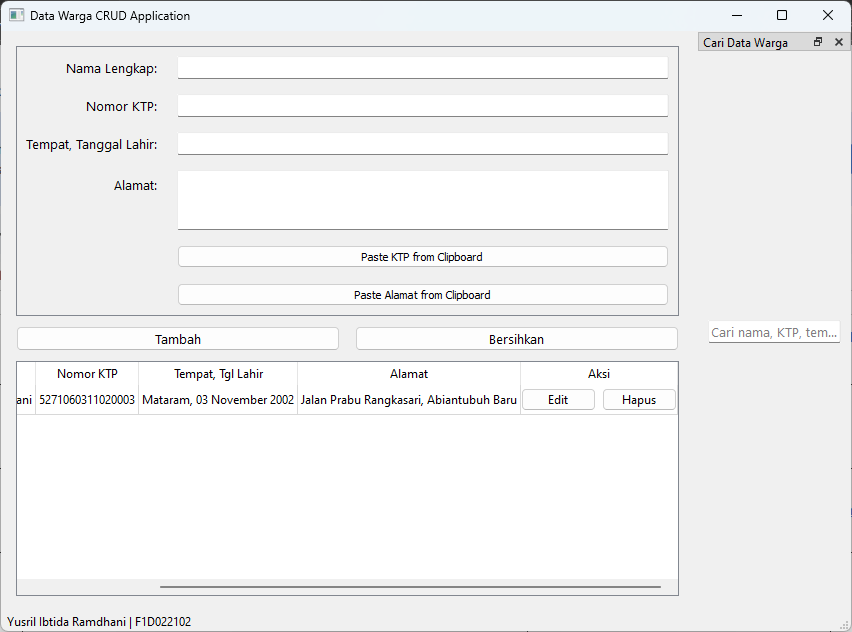 Data Warga CRUD Application
Cari Data Warga
Nama Lengkap:
Nomor KTP:
Tempat, Tanggal Lahir:
Alamat:
Paste KTP from Clipboard
Paste Alamat from Clipboard
Tambah Bersihkan
Cari nama, KTP, tem...
Nomor KTP Tempat, Tgl Lahir Alamat Aksi
ani 5271060311020003 Mataram, 03 November 2002 Jalan Prabu Rangkasari, Abiantubuh Baru Edit Hapus
Yusril Ibtida Ramdhani | F1D022102